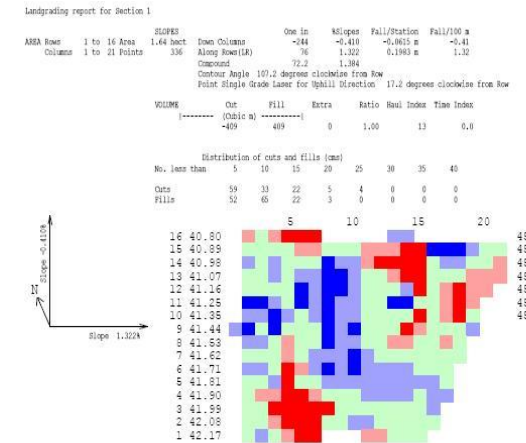 Landgrading report for Section 1
SLOPES One in %Slopes Fall/Station Fall/100 m
AREA Rows 1 to 16 Area 1.64 hect Down Columns -244 -0.410 -0.0615 m -0.41
Columns 1 to 21 Points 336 Along Rows(LR) 76 1.322 0.1983 m 1.32
Compound 72.2 1.384
Contour Angle 107.2 degrees clockwise from Row
Point Single Grade Laser for Uphill Direction 17.2 degrees clockwise from Row
VOLUME Cut Fill Extra Ratio Haul Index Time Index
|-------- (Cubic m) ----------|
-409 409 0 1.00 13 0.0
Distribution of cuts and fills (cms)
No. less than 5 10 15 20 25 30 35 40
Cuts 59 33 22 5 4 0 0 0
Fills 52 65 22 3 0 0 0 0
5 10 15 20
16 40.80
15 40.89
14 40.98
13 41.07
12 41.16
11 41.25
10 41.35
9 41.44
8 41.53
7 41.62
6 41.71
5 41.81
4 41.90
3 41.99
2 42.08
1 42.17
Slope -0.410%
N
Slope 1.322%